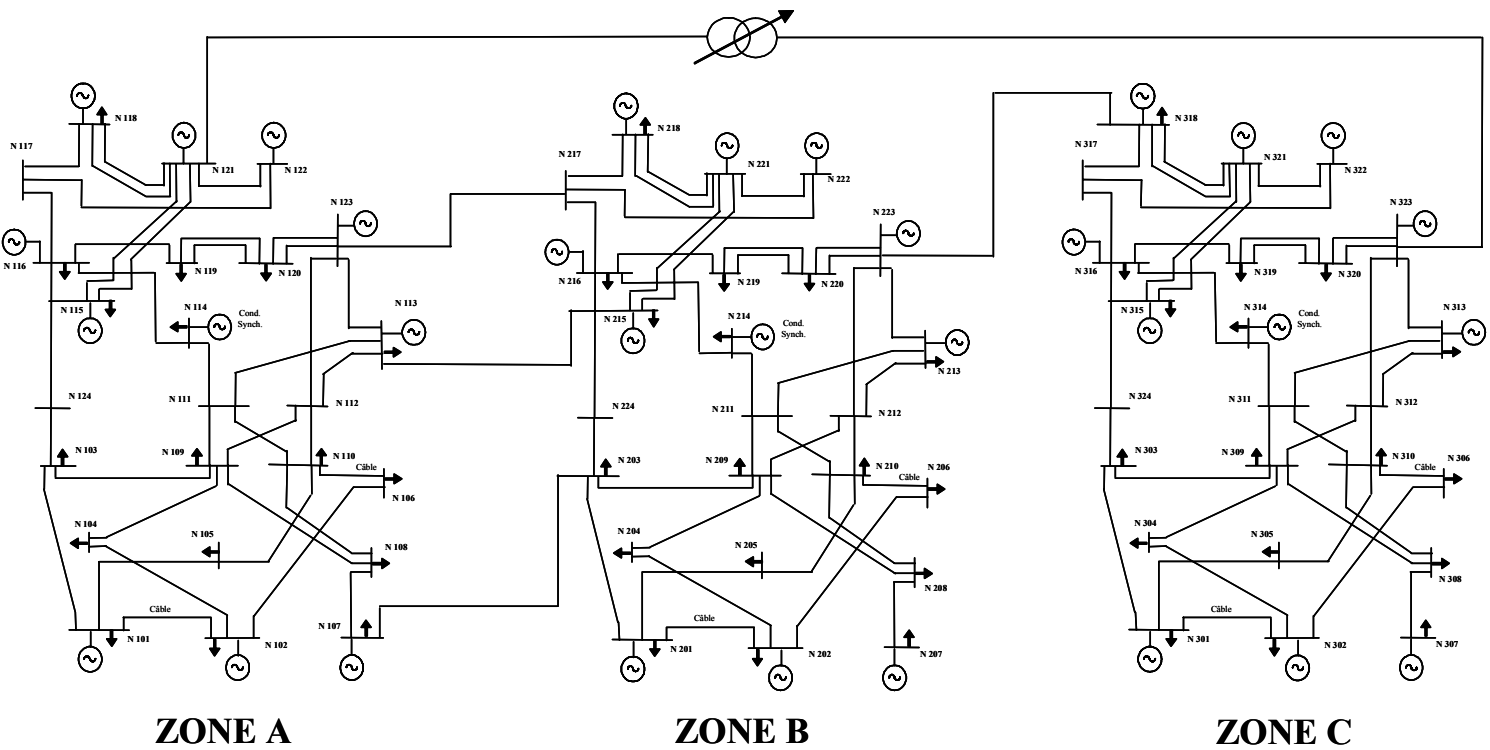 N 118
N 117
N 121
N 122
N 123
N 116
N 119
N 120
N 115
N 114
Cond.
Synch.
N 113
N 124
N 111
N 112
N 103
N 109
N 110
Câble
N 106
N 104
N 105
N 108
Câble
N 107
N 101
N 102
ZONE A
N 218
N 217
N 221
N 222
N 223
N 216
N 219
N 220
N 215
N 214
Cond.
Synch.
N 213
N 224
N 211
N 212
N 203
N 209
N 210
N 206
Câble
N 204
N 205
N 208
Câble
N 201
N 202
N 207
ZONE B
N 318
N 317
N 321
N 322
N 323
N 316
N 319
N 320
N 315
N 314
Cond.
Synch.
N 313
N 324
N 311
N 312
N 303
N 309
N 310
N 306
Câble
N 304
N 305
N 308
Câble
N 301
N 302
N 307
ZONE C